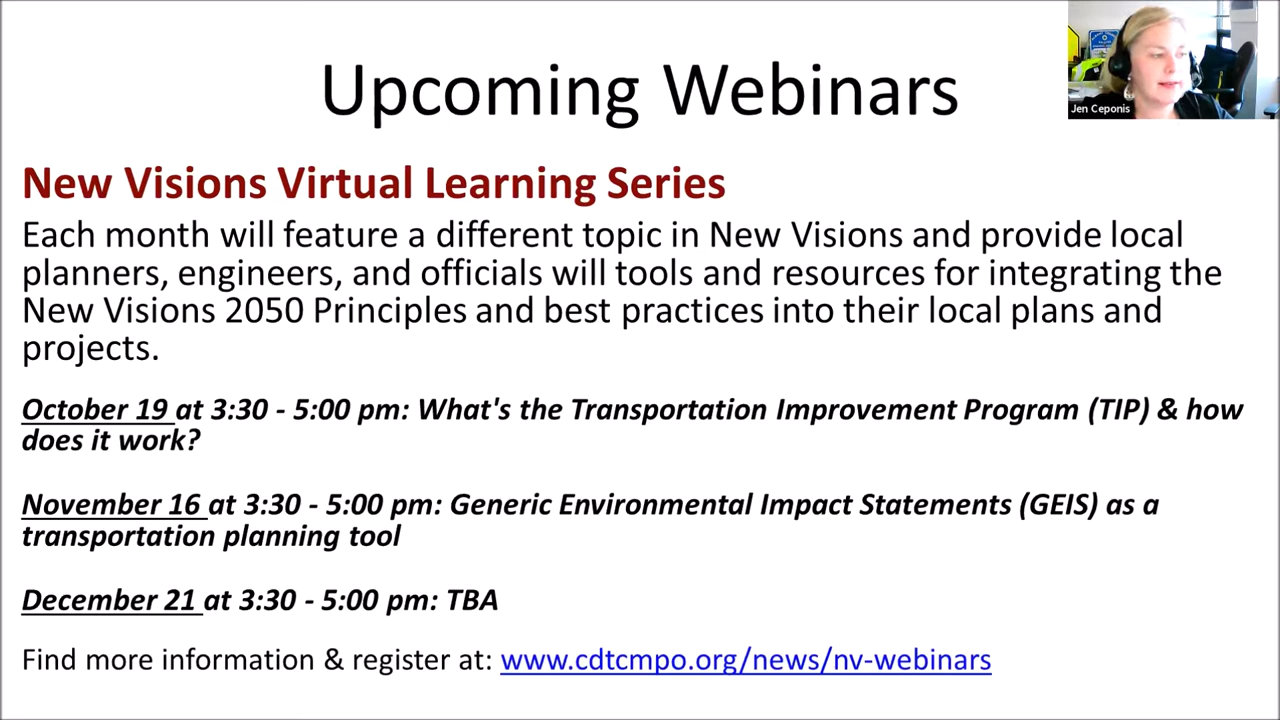 Upcoming Webinars
Jen Ceponis
New Visions Virtual Learning Series
Each month will feature a different topic in New Visions and provide local
planners, engineers, and officials will tools and resources for integrating the
New Visions 2050 Principles and best practices into their local plans and
projects.
October 19 at 3:30 - 5:00 pm: What's the Transportation Improvement Program (TIP) & how
does it work?
November 16 at 3:30 - 5:00 pm: Generic Environmental Impact Statements (GEIS) as a
transportation planning tool
December 21 at 3:30 - 5:00 pm: TBA
Find more information & register at: www.cdtcmpo.org/news/nv-webinars